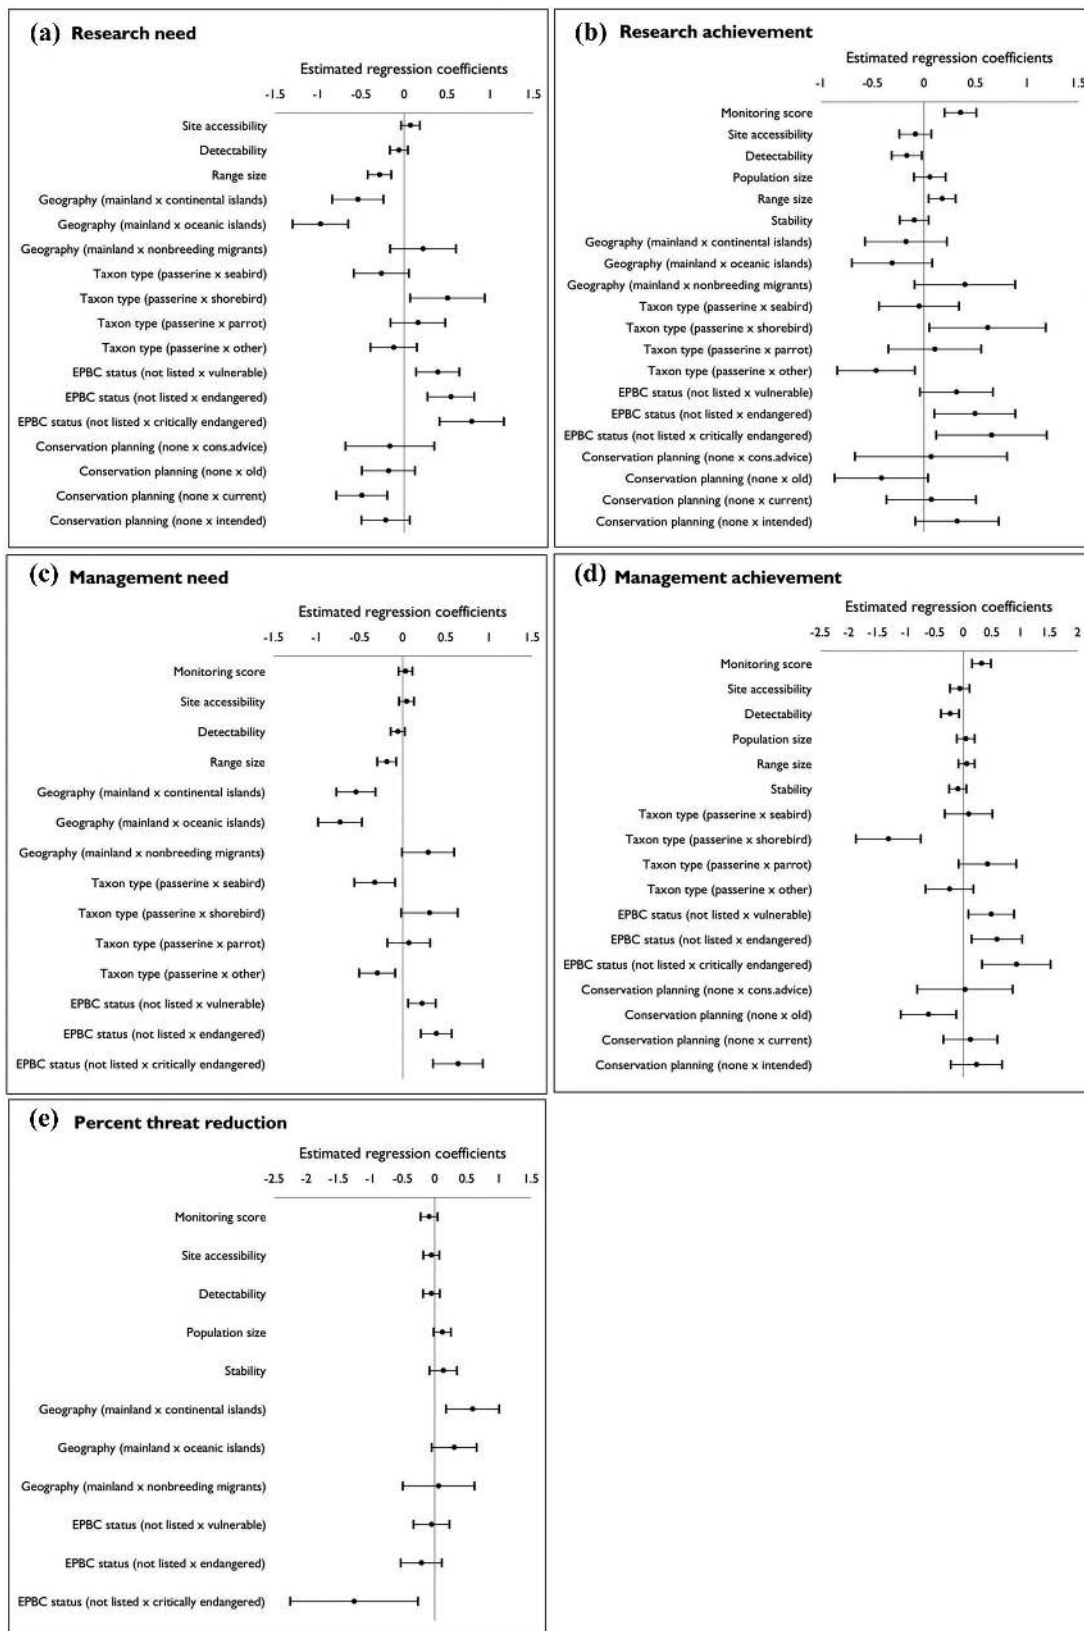 (a) Research need
Estimated regression coefficients
-1.5 -1 -0.5 0 0.5 1 1.5
Site accessibility
Detectability
Range size
Geography (mainland x continental islands)
Geography (mainland x oceanic islands)
Geography (mainland x nonbreeding migrants)
Taxon type (passerine x seabird)
Taxon type (passerine x shorebird)
Taxon type (passerine x parrot)
Taxon type (passerine x other)
EPBC status (not listed x vulnerable)
EPBC status (not listed x endangered)
EPBC status (not listed x critically endangered)
Conservation planning (none x cons.advice)
Conservation planning (none x old)
Conservation planning (none x current)
Conservation planning (none x intended)
(b) Research achievement
Estimated regression coefficients
-1 -0.5 0 0.5 1 1.5
Monitoring score
Site accessibility
Detectability
Population size
Range size
Stability
Geography (mainland x continental islands)
Geography (mainland x oceanic islands)
Geography (mainland x nonbreeding migrants)
Taxon type (passerine x seabird)
Taxon type (passerine x shorebird)
Taxon type (passerine x parrot)
Taxon type (passerine x other)
EPBC status (not listed x vulnerable)
EPBC status (not listed x endangered)
EPBC status (not listed x critically endangered)
Conservation planning (none x cons.advice)
Conservation planning (none x old)
Conservation planning (none x current)
Conservation planning (none x intended)
(c) Management need
Estimated regression coefficients
-1.5 -1 -0.5 0 0.5 1 1.5
Monitoring score
Site accessibility
Detectability
Range size
Geography (mainland x continental islands)
Geography (mainland x oceanic islands)
Geography (mainland x nonbreeding migrants)
Taxon type (passerine x seabird)
Taxon type (passerine x shorebird)
Taxon type (passerine x parrot)
Taxon type (passerine x other)
EPBC status (not listed x vulnerable)
EPBC status (not listed x endangered)
EPBC status (not listed x critically endangered)
(d) Management achievement
Estimated regression coefficients
-2.5 -2 -1.5 -1 -0.5 0 0.5 1 1.5 2
Monitoring score
Site accessibility
Detectability
Population size
Range size
Stability
Taxon type (passerine x seabird)
Taxon type (passerine x shorebird)
Taxon type (passerine x parrot)
Taxon type (passerine x other)
EPBC status (not listed x vulnerable)
EPBC status (not listed x endangered)
EPBC status (not listed x critically endangered)
Conservation planning (none x cons.advice)
Conservation planning (none x old)
Conservation planning (none x current)
Conservation planning (none x intended)
(e) Percent threat reduction
Estimated regression coefficients
-2.5 -2 -1.5 -1 -0.5 0 0.5 1 1.5
Monitoring score
Site accessibility
Detectability
Population size
Stability
Geography (mainland x continental islands)
Geography (mainland x oceanic islands)
Geography (mainland x nonbreeding migrants)
EPBC status (not listed x vulnerable)
EPBC status (not listed x endangered)
EPBC status (not listed x critically endangered)